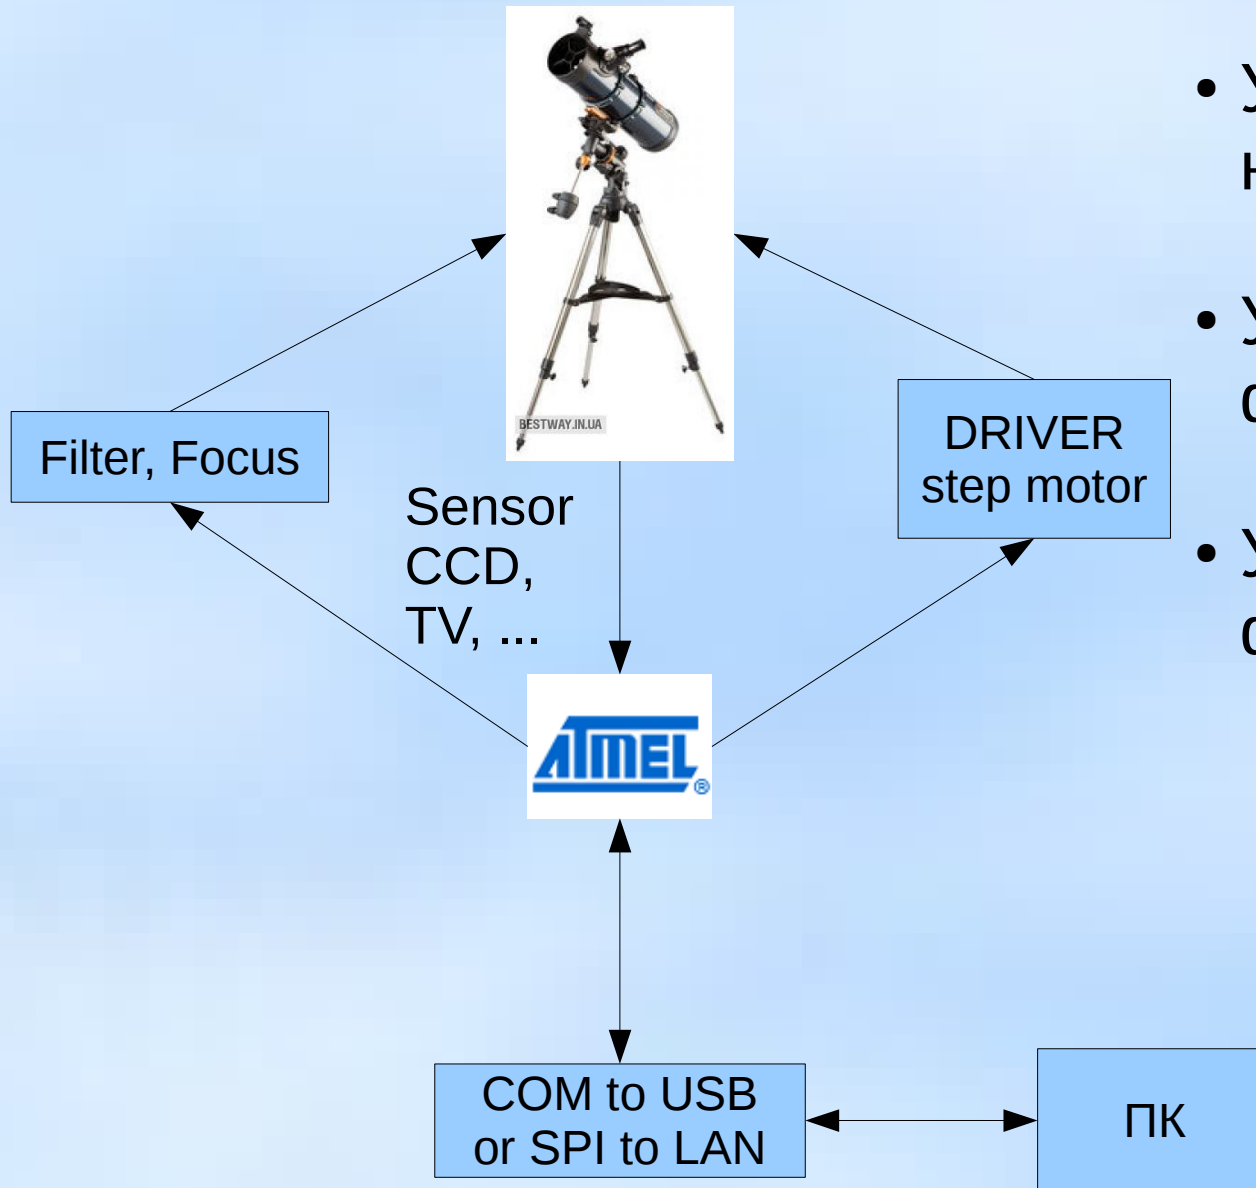 BESTWAY.IN.UA
Filter, Focus
DRIVER
step motor
Sensor
CCD,
TV, ...
ATMEL®
COM to USB
or SPI to LAN
ПК